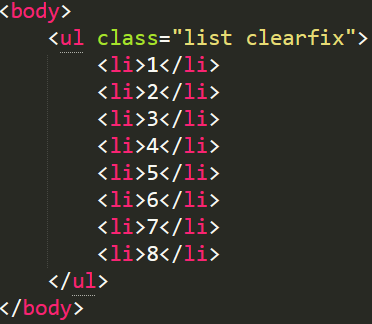 <body>
    <ul class="list clearfix">
        <li>1</li>
        <li>2</li>
        <li>3</li>
        <li>4</li>
        <li>5</li>
        <li>6</li>
        <li>7</li>
        <li>8</li>
    </ul>
</body>